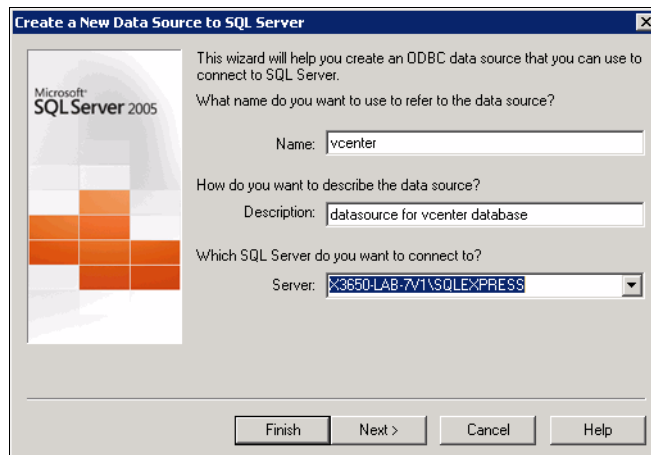 Create a New Data Source to SQL Server
This wizard will help you create an ODBC data source that you can use to
connect to SQL Server.
What name do you want to use to refer to the data source?
Name: vcenter
How do you want to describe the data source?
Description: datasource for vcenter database
Which SQL Server do you want to connect to?
Server: X3650-LAB-7V1\SQLEXPRESS
Microsoft
SQL Server 2005
Finish Next > Cancel Help